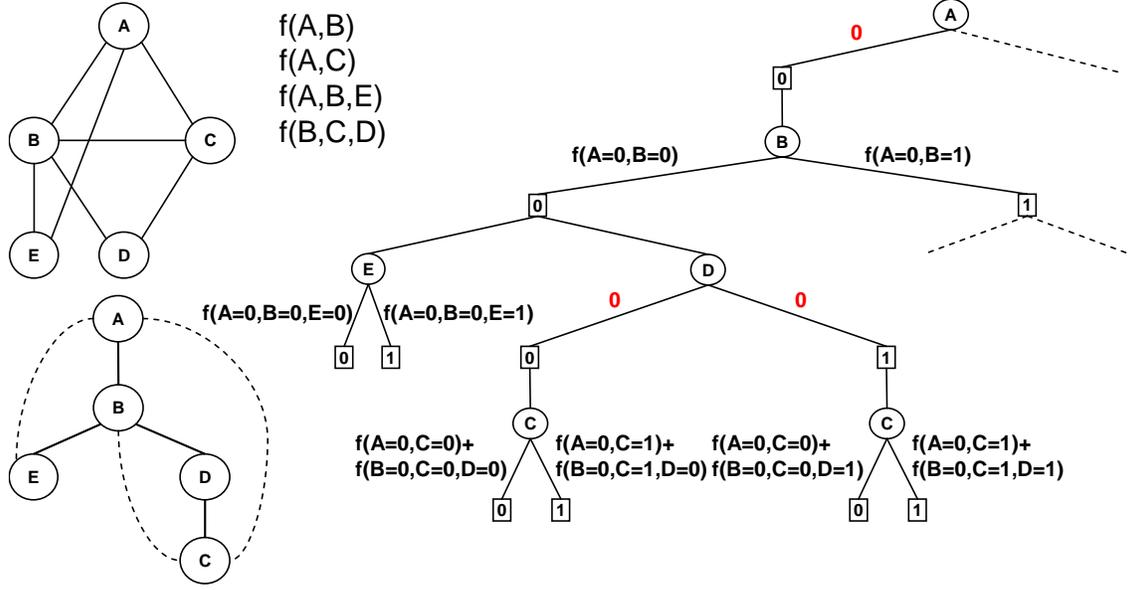 A
B
C
E
D
f(A,B)
f(A,C)
f(A,B,E)
f(B,C,D)
A
B
E
D
C
A
0
0
B
f(A=0,B=0)
f(A=0,B=1)
0
1
E
D
f(A=0,B=0,E=0)
f(A=0,B=0,E=1)
0
0
0
1
0
1
C
C
f(A=0,C=0)+
f(B=0,C=0,D=0)
f(A=0,C=1)+
f(B=0,C=1,D=0)
f(A=0,C=0)+
f(B=0,C=0,D=1)
f(A=0,C=1)+
f(B=0,C=1,D=1)
0
1
0
1